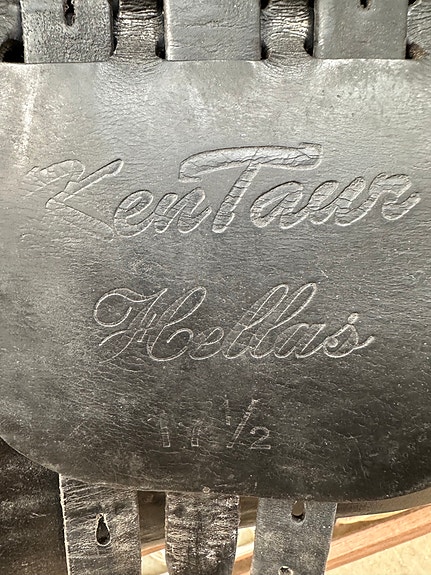 KenTaur
Hellas
17 1/2